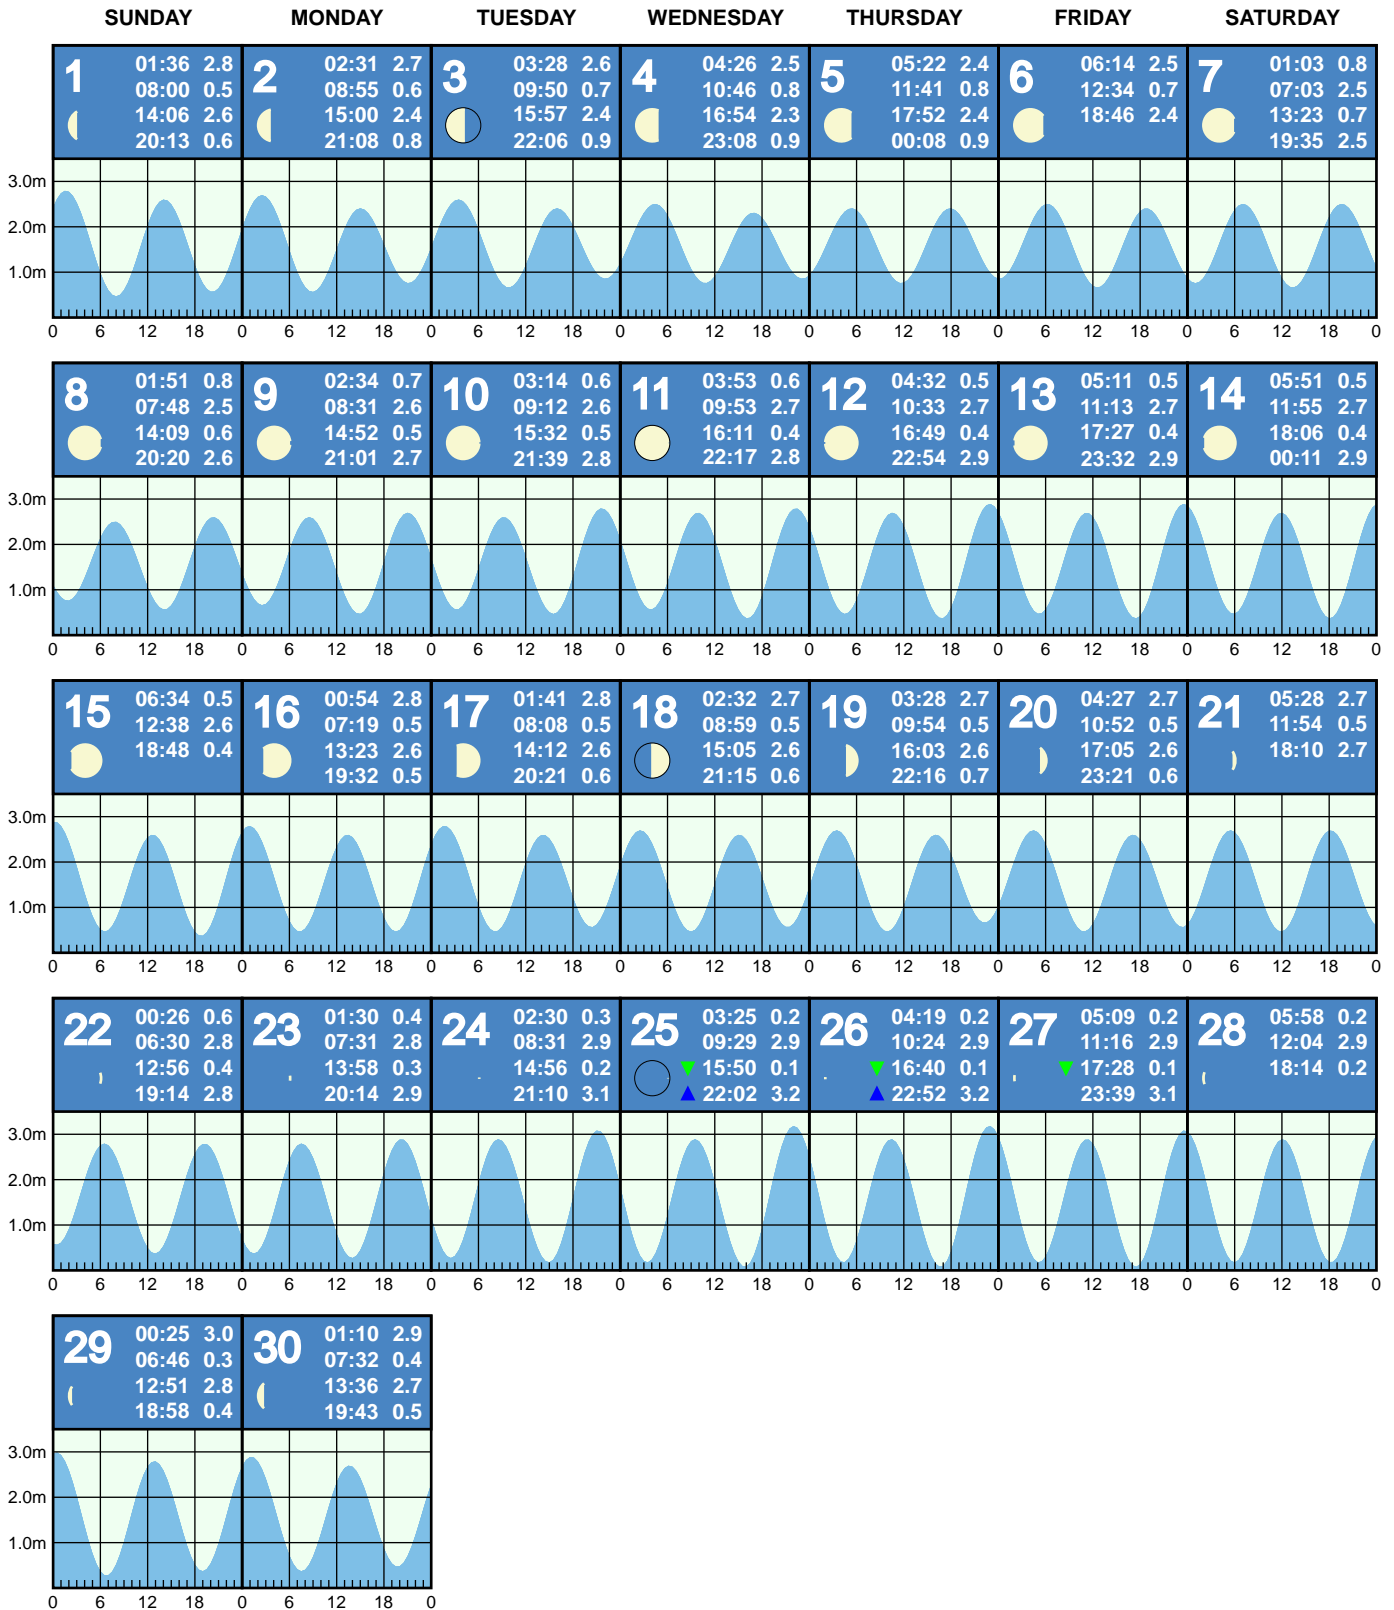 SUNDAY MONDAY TUESDAY WEDNESDAY THURSDAY FRIDAY SATURDAY
1 01:36 2.8
08:00 0.5
14:06 2.6
20:13 0.6
2 02:31 2.7
08:55 0.6
15:00 2.4
21:08 0.8
3 03:28 2.6
09:50 0.7
15:57 2.4
22:06 0.9
4 04:26 2.5
10:46 0.8
16:54 2.3
23:08 0.9
5 05:22 2.4
11:41 0.8
17:52 2.4
00:08 0.9
6 06:14 2.5
12:34 0.7
18:46 2.4
7 01:03 0.8
07:03 2.5
13:23 0.7
19:35 2.5
3.0m
2.0m
1.0m
0 6 12 18 0 6 12 18 0 6 12 18 0 6 12 18 0 6 12 18 0 6 12 18 0 6 12 18 0
8 01:51 0.8
07:48 2.5
14:09 0.6
20:20 2.6
9 02:34 0.7
08:31 2.6
14:52 0.5
21:01 2.7
10 03:14 0.6
09:12 2.6
15:32 0.5
21:39 2.8
11 03:53 0.6
09:53 2.7
16:11 0.4
22:17 2.8
12 04:32 0.5
10:33 2.7
16:49 0.4
22:54 2.9
13 05:11 0.5
11:13 2.7
17:27 0.4
23:32 2.9
14 05:51 0.5
11:55 2.7
18:06 0.4
00:11 2.9
3.0m
2.0m
1.0m
0 6 12 18 0 6 12 18 0 6 12 18 0 6 12 18 0 6 12 18 0 6 12 18 0 6 12 18 0
15 06:34 0.5
12:38 2.6
18:48 0.4
16 00:54 2.8
07:19 0.5
13:23 2.6
19:32 0.5
17 01:41 2.8
08:08 0.5
14:12 2.6
20:21 0.6
18 02:32 2.7
08:59 0.5
15:05 2.6
21:15 0.6
19 03:28 2.7
09:54 0.5
16:03 2.6
22:16 0.7
20 04:27 2.7
10:52 0.5
17:05 2.6
23:21 0.6
21 05:28 2.7
11:54 0.5
18:10 2.7
3.0m
2.0m
1.0m
0 6 12 18 0 6 12 18 0 6 12 18 0 6 12 18 0 6 12 18 0 6 12 18 0 6 12 18 0
22 00:26 0.6
06:30 2.8
12:56 0.4
19:14 2.8
23 01:30 0.4
07:31 2.8
13:58 0.3
20:14 2.9
24 02:30 0.3
08:31 2.9
14:56 0.2
21:10 3.1
25 03:25 0.2
09:29 2.9
15:50 0.1
22:02 3.2
26 04:19 0.2
10:24 2.9
16:40 0.1
22:52 3.2
27 05:09 0.2
11:16 2.9
17:28 0.1
23:39 3.1
28 05:58 0.2
12:04 2.9
18:14 0.2
3.0m
2.0m
1.0m
0 6 12 18 0 6 12 18 0 6 12 18 0 6 12 18 0 6 12 18 0 6 12 18 0 6 12 18 0
29 00:25 3.0
06:46 0.3
12:51 2.8
18:58 0.4
30 01:10 2.9
07:32 0.4
13:36 2.7
19:43 0.5
3.0m
2.0m
1.0m
0 6 12 18 0 6 12 18 0